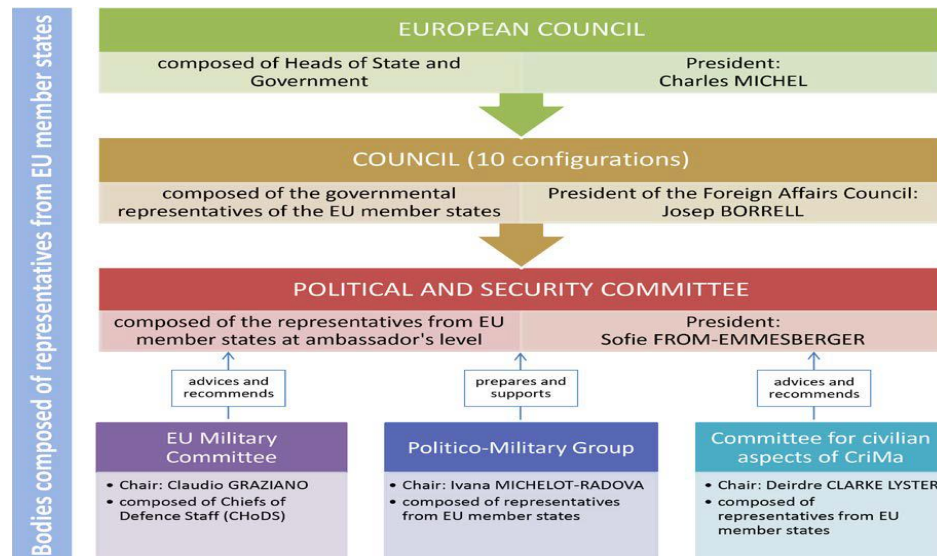 Bodies composed of representatives from EU member states
EUROPEAN COUNCIL
composed of Heads of State and
Government
President:
Charles MICHEL
COUNCIL (10 configurations)
composed of the governmental
representatives of the EU member states
President of the Foreign Affairs Council:
Josep BORRELL
POLITICAL AND SECURITY COMMITTEE
composed of the representatives from EU
member states at ambassador's level
President:
Sofie FROM-EMMESBERGER
advices and
recommends
prepares and
supports
advices and
recommends
EU Military
Committee
• Chair: Claudio GRAZIANO
• composed of Chiefs of
Defence Staff (CHoDS)
Politico-Military Group
• Chair: Ivana MICHELOT-RADOVA
• composed of representatives
from EU member states
Committee for civilian
aspects of CriMa
• Chair: Deirdre CLARKE LYSTER
• composed of
representatives from EU
member states